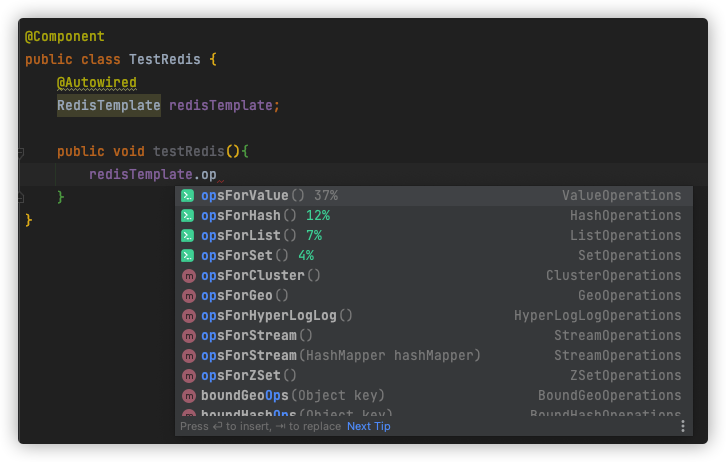 @Component
public class TestRedis {
@Autowired
RedisTemplate redisTemplate;
public void testRedis(){
redisTemplate.op
opsForValue() 37% ValueOperations
opsForHash() 12% HashOperations
opsForList() 7% ListOperations
opsForSet() 4% SetOperations
m opsForCluster() ClusterOperations
m opsForGeo() GeoOperations
m opsForHyperLogLog() HyperLogLogOperations
m opsForStream() StreamOperations
m opsForStream(HashMapper hashMapper) StreamOperations
m opsForZSet() ZSetOperations
m boundGeoOps(Object key) BoundGeoOperations
m boundHashOps(Object key) BoundHashOperations
Press ⏎ to insert, ⇥ to replace Next Tip
}
}